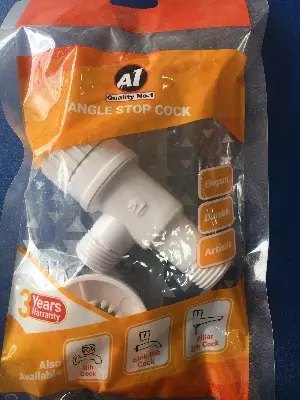 A1
Quality No.1
ANGLE STOP COCK
A1
Elegant
Durable
Artistic
3 Years
Warranty
Also
Available
Bib
Cock
Sink Bib
Cock
Pillar
Cock